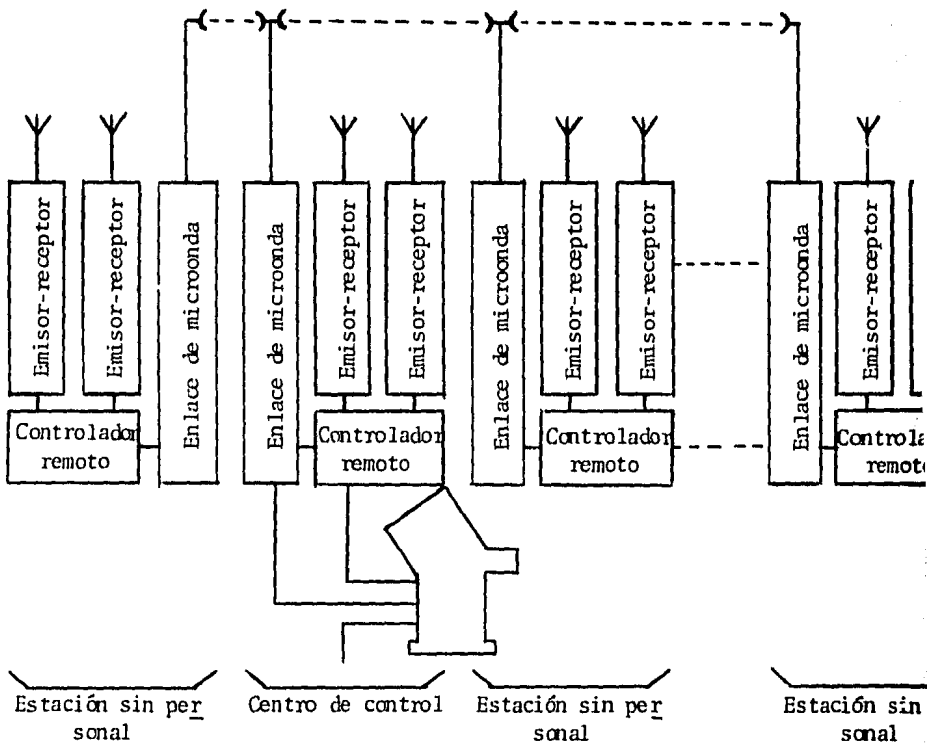 Emisor-receptor
Emisor-receptor
Enlace de microonda
Enlace de microonda
Emisor-receptor
Emisor-receptor
Enlace de microonda
Emisor-receptor
Emisor-receptor
Enlace de microonda
Emisor-receptor
Controlador
remoto
Controlador
remoto
Controlador
remoto
Controla
remoto
Estación sin per
sonal
Centro de control
Estación sin per
sonal
Estación sin
sonal